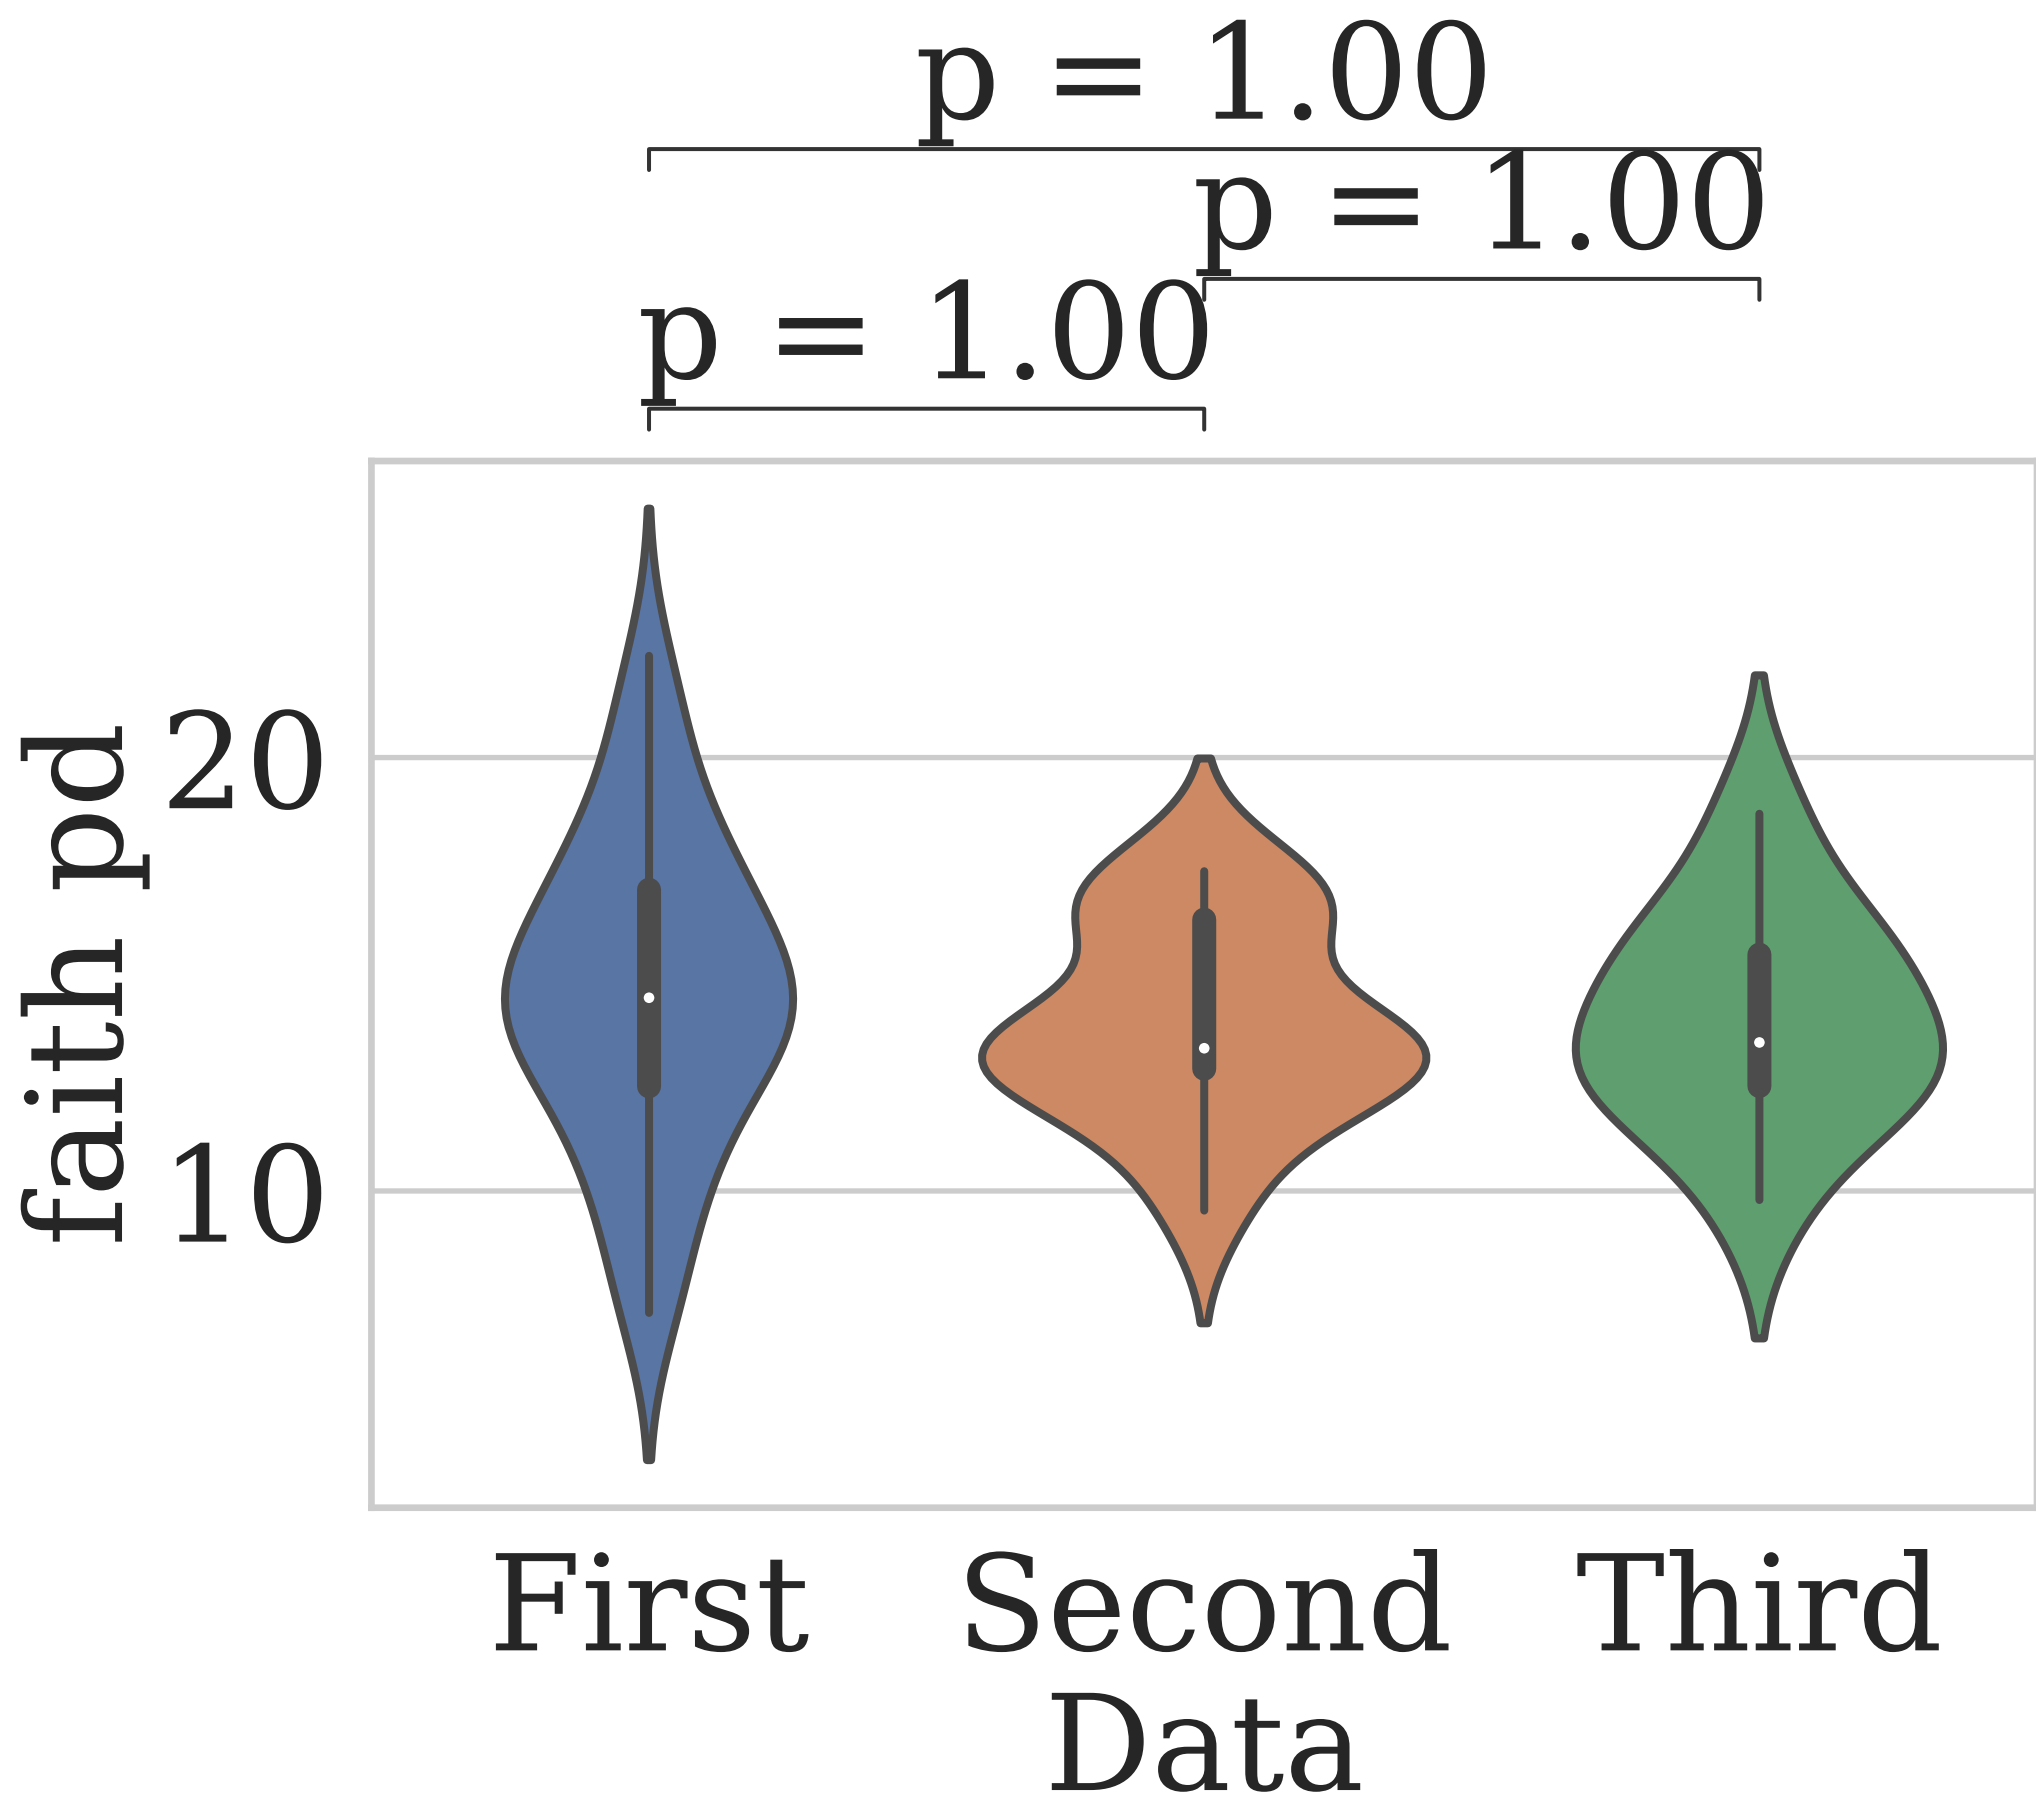 p = 1.00
p = 1.00
p = 1.00
faith pd
20
10
First Second Third
Data